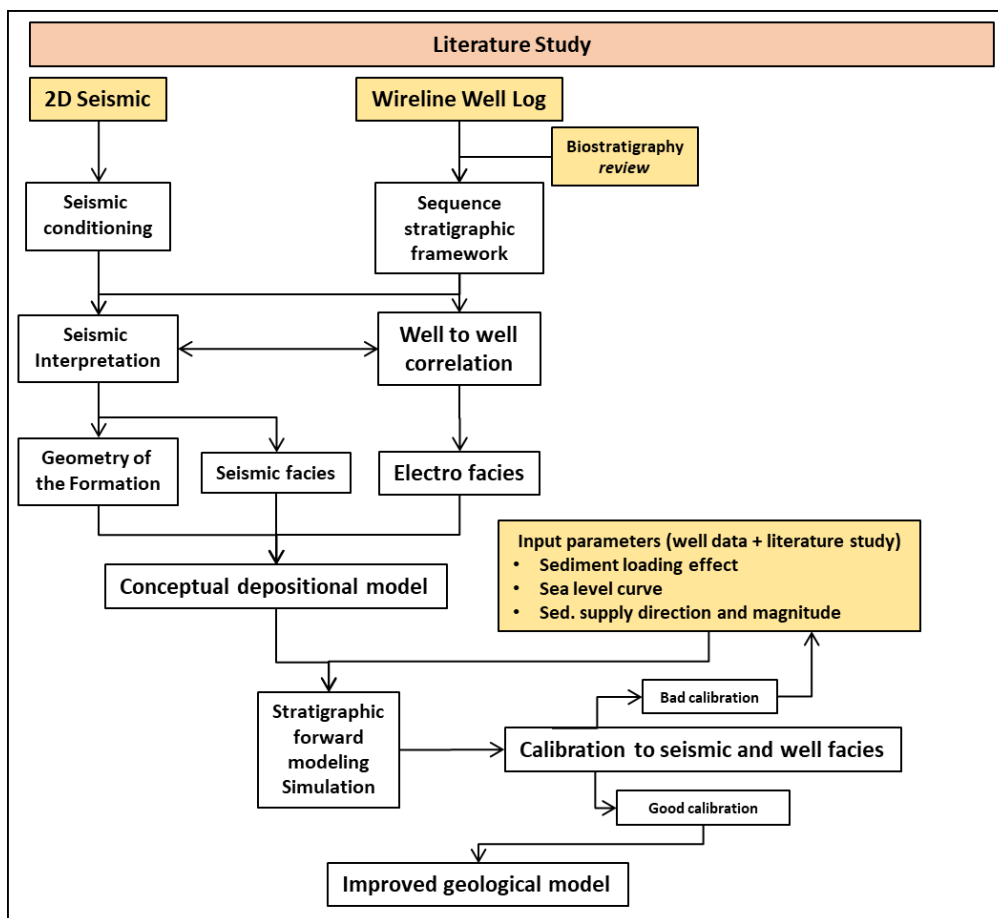 Literature Study
2D Seismic
Wireline Well Log
Biostratigraphy
review
Seismic
conditioning
Sequence
stratigraphic
framework
Seismic
Interpretation
Well to well
correlation
Geometry of
the Formation
Seismic facies
Electro facies
Input parameters (well data + literature study)
• Sediment loading effect
• Sea level curve
• Sed. supply direction and magnitude
Conceptual depositional model
Stratigraphic
forward
modeling
Simulation
Bad calibration
Calibration to seismic and well facies
Good calibration
Improved geological model